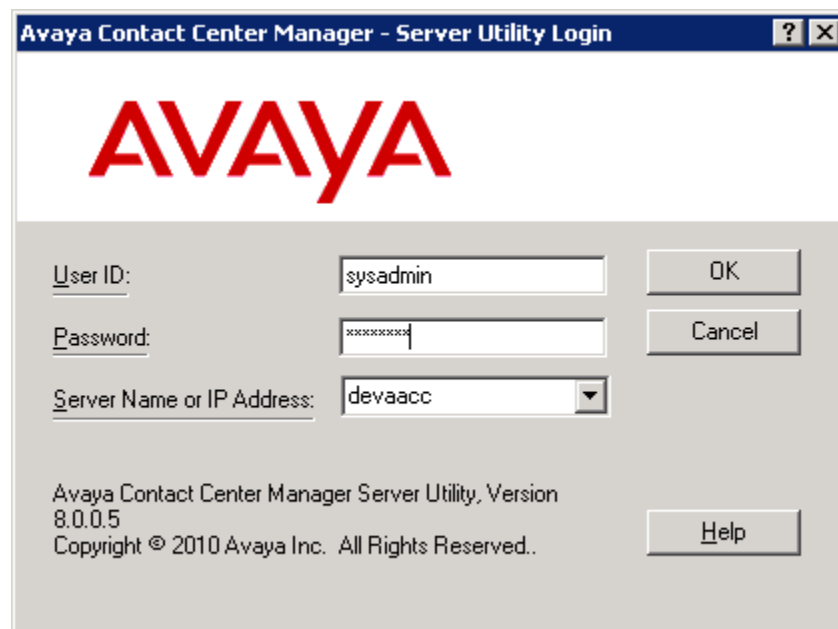 Avaya Contact Center Manager - Server Utility Login
AVAYA
User ID:
sysadmin
OK
Password:
xxxxxxxx
Cancel
Server Name or IP Address:
devaacc
Avaya Contact Center Manager Server Utility, Version
8.0.0.5
Copyright © 2010 Avaya Inc.  All Rights Reserved..
Help